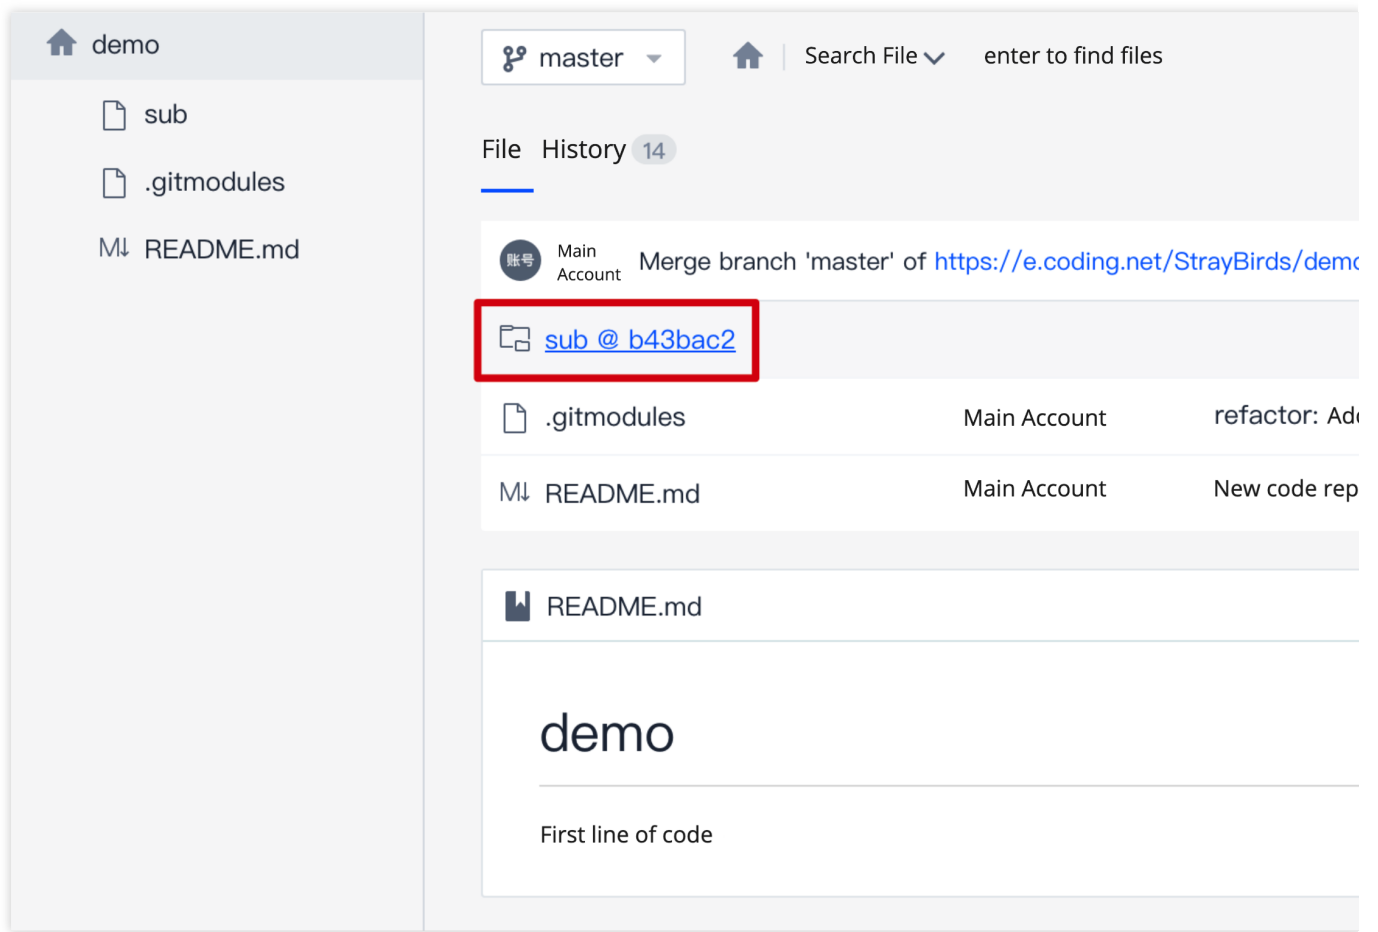 demo
sub
.gitmodules
M↓ README.md
master
Search File
enter to find files
File History 14
账号
Main Account
Merge branch 'master' of https://e.coding.net/StrayBirds/demo
sub @ b43bac2
.gitmodules Main Account refactor:
M↓ README.md Main Account New code
README.md
demo
First line of code